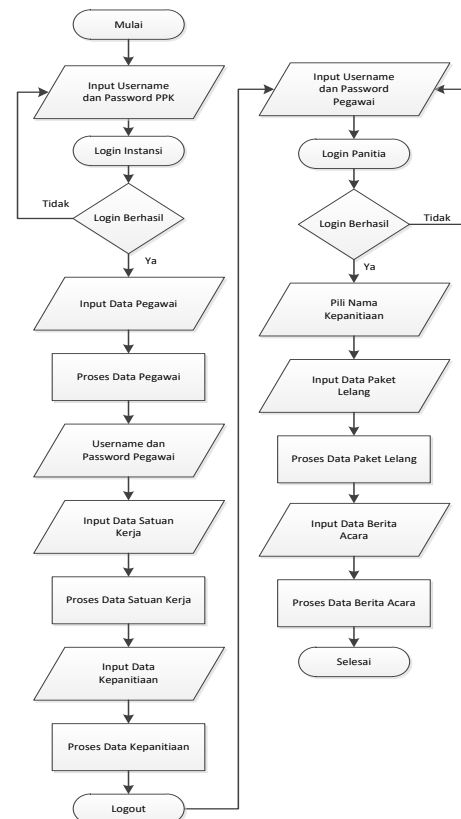 Mulai
Input Username
dan Password PPK
Login Instansi
Tidak
Login Berhasil
Ya
Input Data Pegawai
Proses Data Pegawai
Username dan
Password Pegawai
Input Data Satuan
Kerja
Proses Data Satuan Kerja
Input Data
Kepanitiaan
Proses Data Kepanitiaan
Logout
Input Username
dan Password
Pegawai
Login Panitia
Login Berhasil
Tidak
Ya
Pili Nama
Kepanitiaan
Input Data Paket
Lelang
Proses Data Paket Lelang
Input Data Berita
Acara
Proses Data Berita Acara
Selesai